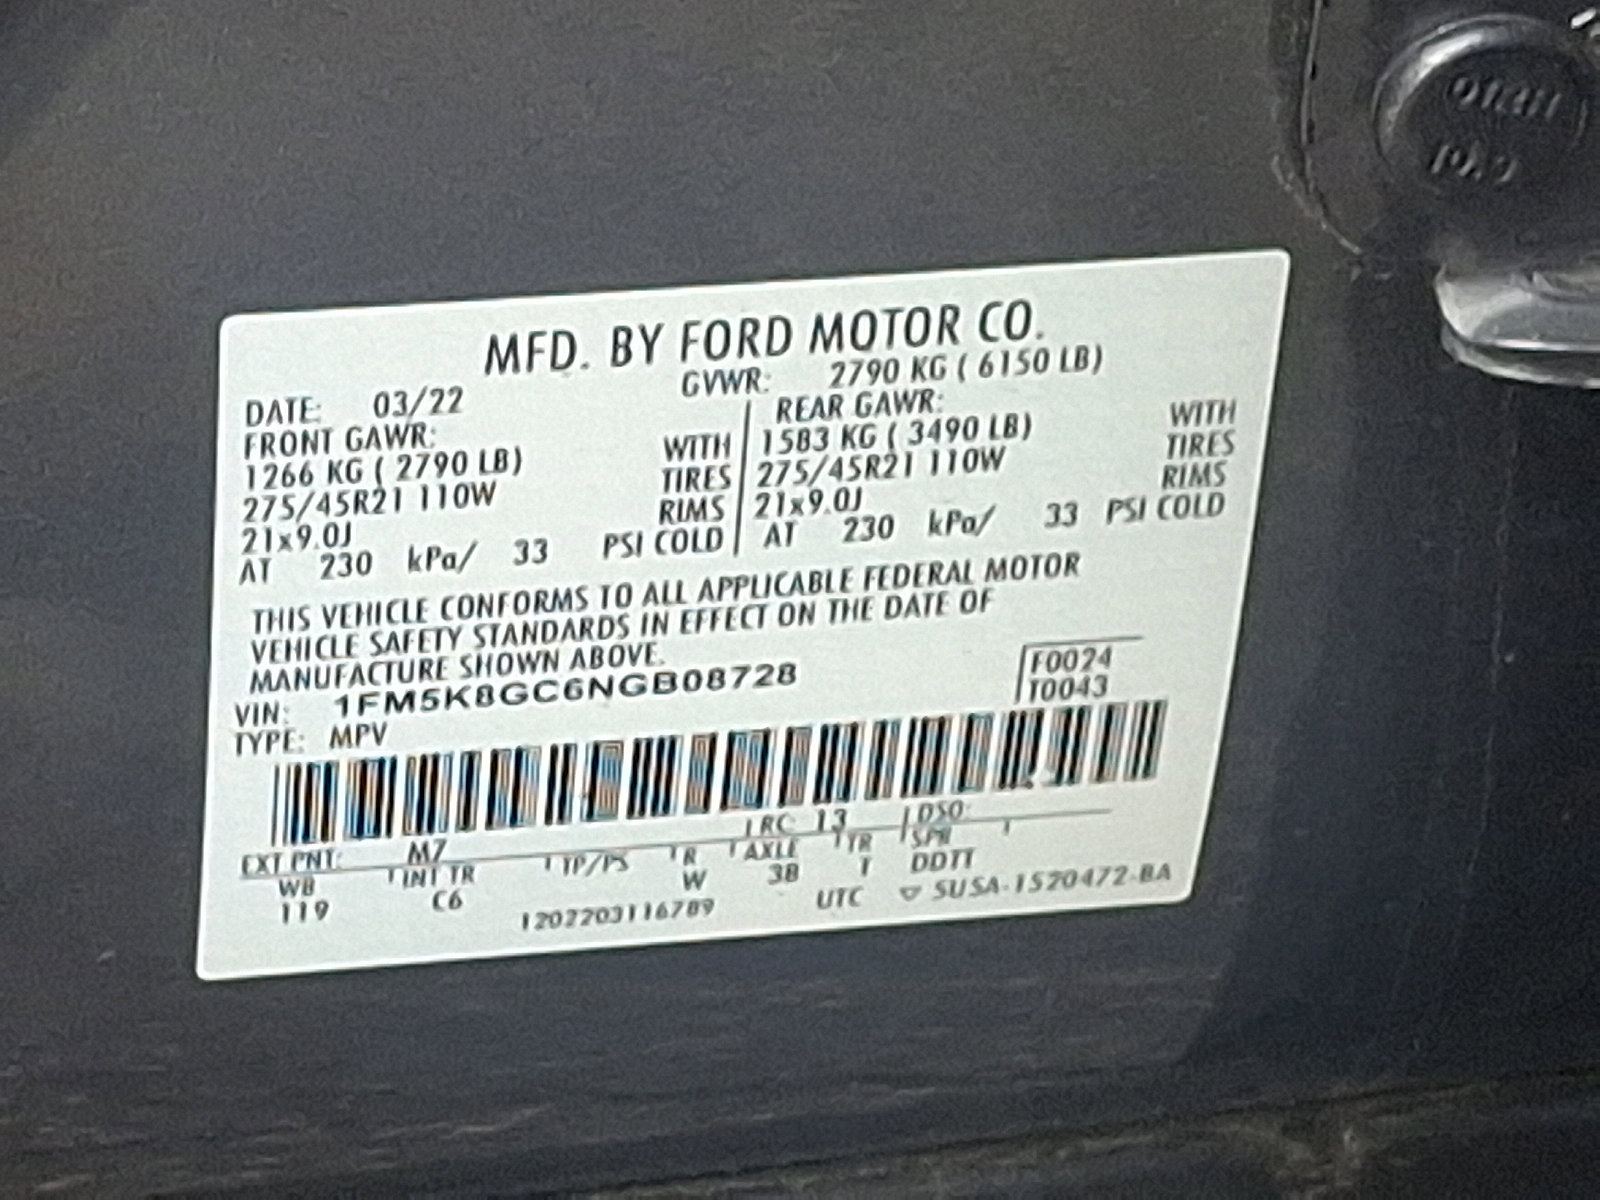 MFD. BY FORD MOTOR CO.
DATE: 03/22 GVWR: 2790 KG ( 6150 LB)
FRONT GAWR: REAR GAWR:
1266 KG ( 2790 LB) WITH 1583 KG ( 3490 LB) WITH
275/45R21 110W TIRES 275/45R21 110W TIRES
21x9.0J RIMS 21x9.0J RIMS
AT 230 kPa/ 33 PSI COLD AT 230 kPa/ 33 PSI COLD
THIS VEHICLE CONFORMS TO ALL APPLICABLE FEDERAL MOTOR
VEHICLE SAFETY STANDARDS IN EFFECT ON THE DATE OF
MANUFACTURE SHOWN ABOVE.
VIN: 1FM5K8GC6NGB08728 F0024
TYPE: MPV T0043
EXT PNT: M7 RC: 13 DSO:
WB INT TR TP/PS R AXLE TR SPR
119 C6 W 3B T DDTT
1202203116789 UTC ▽ SU5A-1520472-BA